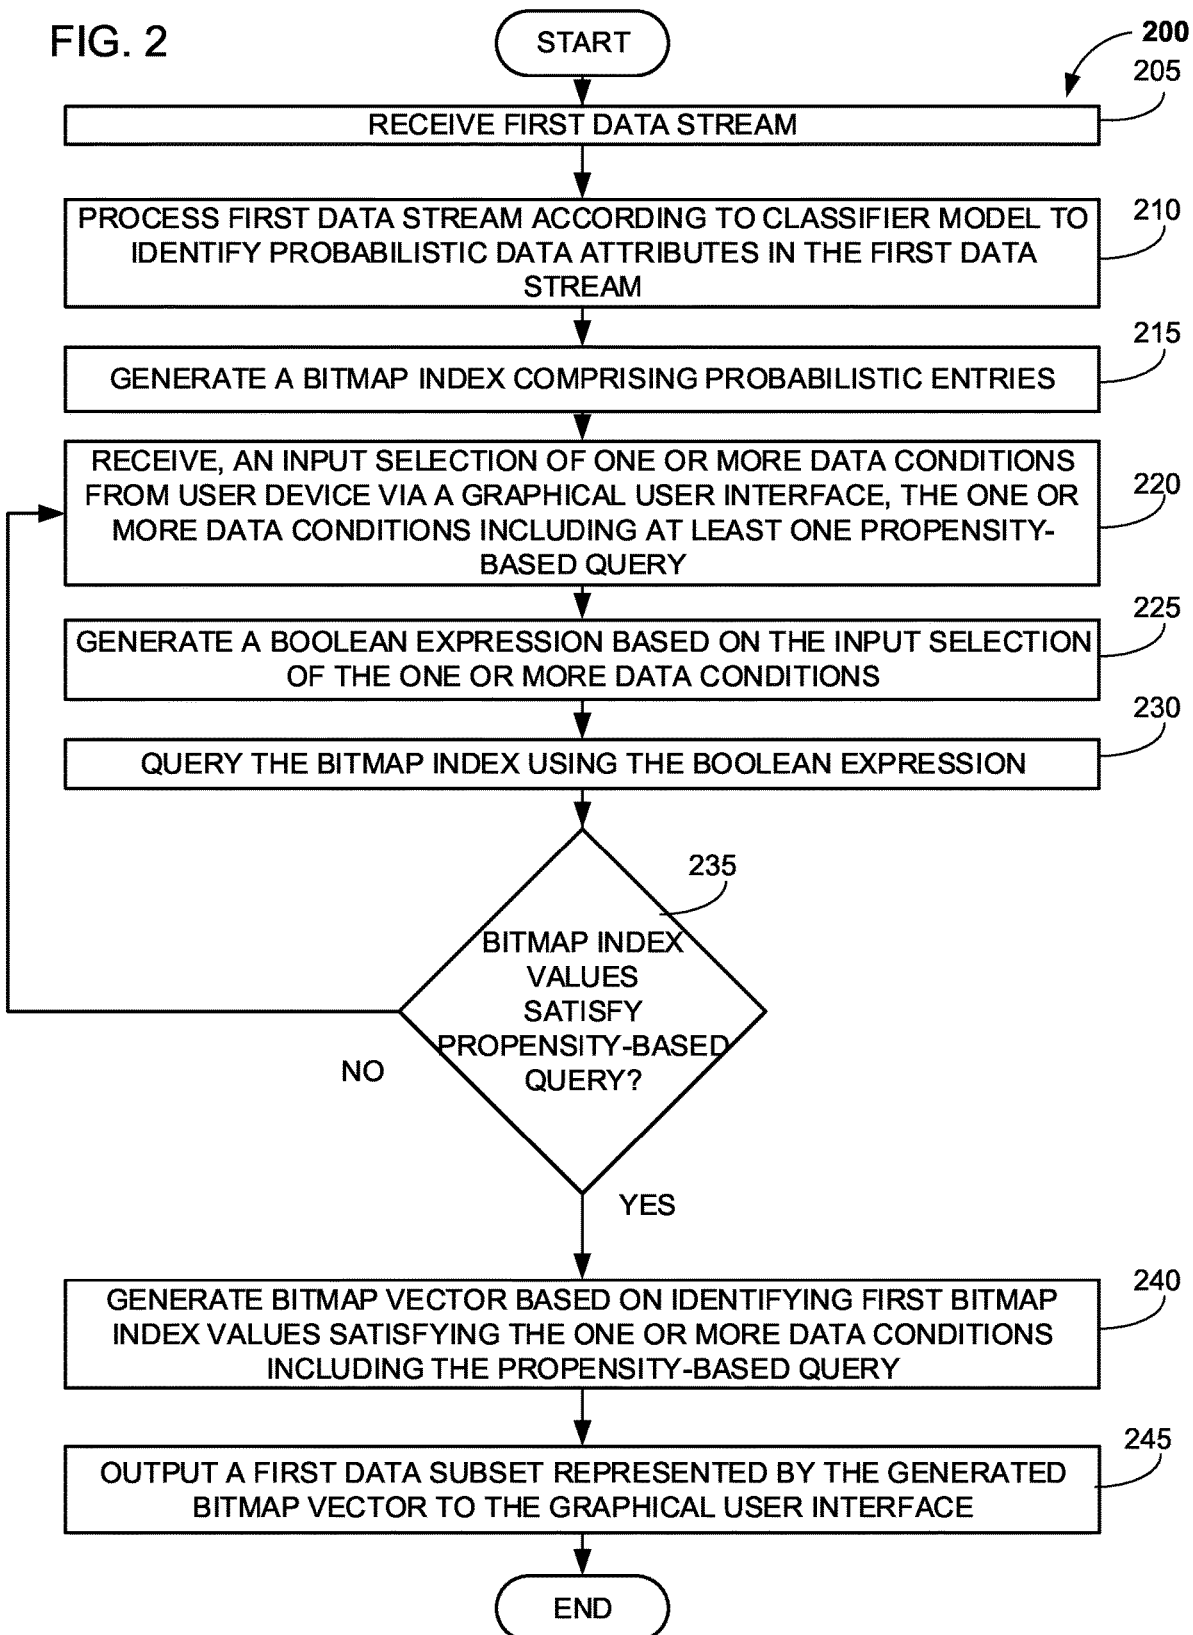 FIG. 2
START
200
205
RECEIVE FIRST DATA STREAM
210
PROCESS FIRST DATA STREAM ACCORDING TO CLASSIFIER MODEL TO
IDENTIFY PROBABILISTIC DATA ATTRIBUTES IN THE FIRST DATA
STREAM
215
GENERATE A BITMAP INDEX COMPRISING PROBABILISTIC ENTRIES
220
RECEIVE, AN INPUT SELECTION OF ONE OR MORE DATA CONDITIONS
FROM USER DEVICE VIA A GRAPHICAL USER INTERFACE, THE ONE OR
MORE DATA CONDITIONS INCLUDING AT LEAST ONE PROPENSITY-
BASED QUERY
225
GENERATE A BOOLEAN EXPRESSION BASED ON THE INPUT SELECTION
OF THE ONE OR MORE DATA CONDITIONS
230
QUERY THE BITMAP INDEX USING THE BOOLEAN EXPRESSION
235
BITMAP INDEX
VALUES
SATISFY
PROPENSITY-BASED
QUERY?
NO
YES
240
GENERATE BITMAP VECTOR BASED ON IDENTIFYING FIRST BITMAP
INDEX VALUES SATISFYING THE ONE OR MORE DATA CONDITIONS
INCLUDING THE PROPENSITY-BASED QUERY
245
OUTPUT A FIRST DATA SUBSET REPRESENTED BY THE GENERATED
BITMAP VECTOR TO THE GRAPHICAL USER INTERFACE
END